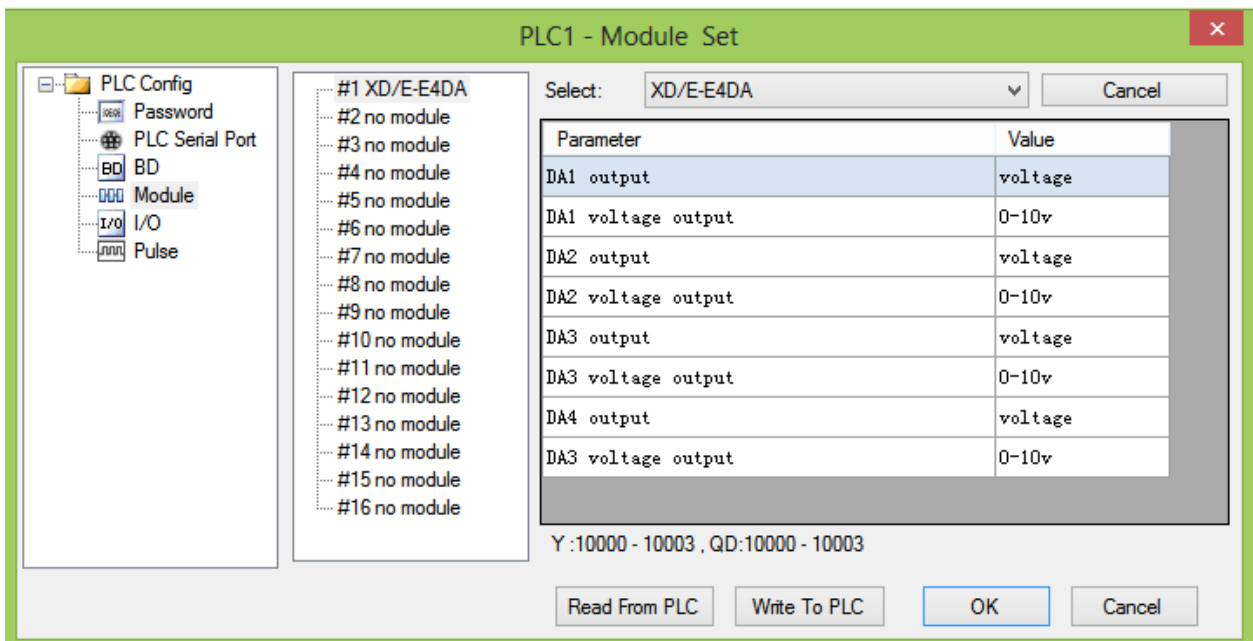 PLC1 - Module Set
PLC Config
Password
PLC Serial Port
BD BD
Module
I/O I/O
Pulse
#1 XD/E-E4DA
#2 no module
#3 no module
#4 no module
#5 no module
#6 no module
#7 no module
#8 no module
#9 no module
#10 no module
#11 no module
#12 no module
#13 no module
#14 no module
#15 no module
#16 no module
Select: XD/E-E4DA Cancel
Parameter Value
DA1 output voltage
DA1 voltage output 0-10v
DA2 output voltage
DA2 voltage output 0-10v
DA3 output voltage
DA3 voltage output 0-10v
DA4 output voltage
DA3 voltage output 0-10v
Y :10000 - 10003 , QD:10000 - 10003
Read From PLC Write To PLC OK Cancel